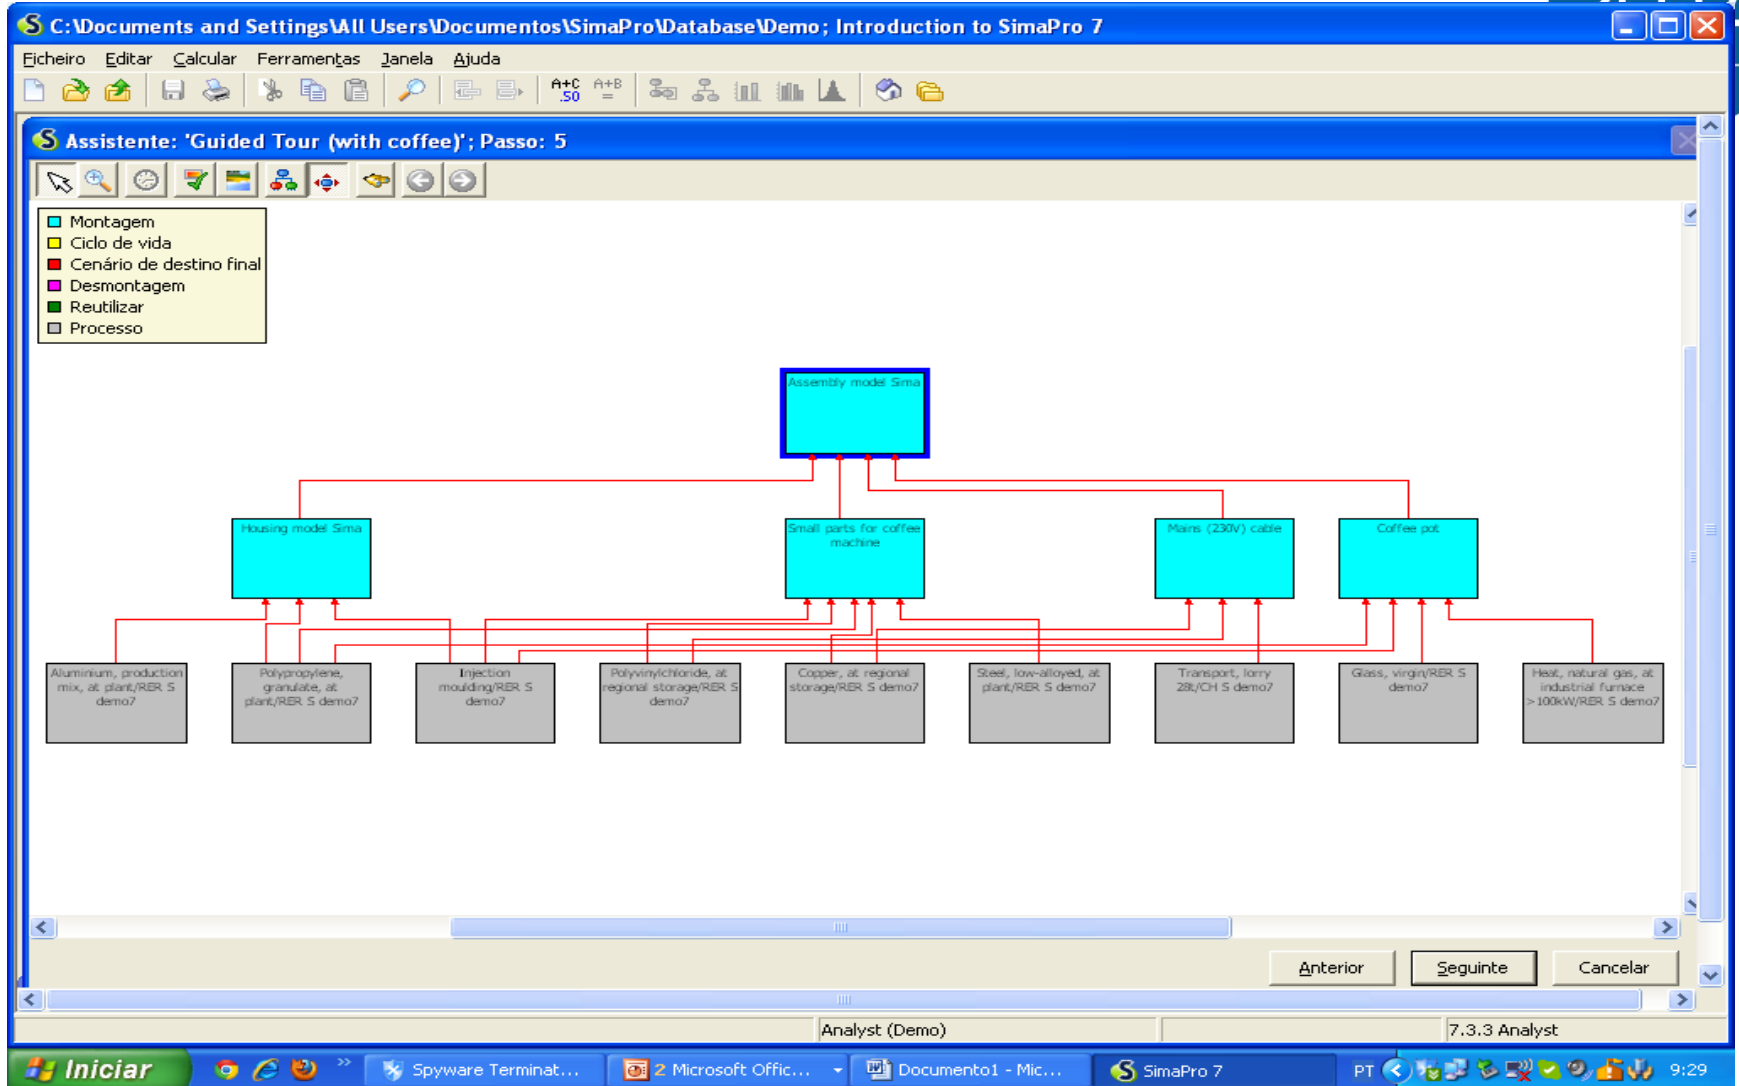 C:\Documents and Settings\All Users\Documentos\SimaPro\Database\Demo; Introduction to SimaPro 7
Ficheiro Editar Calcular Ferramentas Janela Ajuda
A+C
.50
A+B
=
Assistente: 'Guided Tour (with coffee)'; Passo: 5
Montagem
Ciclo de vida
Cenário de destino final
Desmontagem
Reutilizar
Processo
Assembly model Sima
Housing model Sima
Small parts for coffee
machine
Mains (230V) cable
Coffee pot
Aluminium, production
mix, at plant/RER S
demo7
Polypropylene,
granulate, at
plant/RER S demo7
Injection
moulding/RER S
demo7
Polyvinylchloride, at
regional storage/RER S
demo7
Copper, at regional
storage/RER S demo7
Steel, low-alloyed, at
plant/RER S demo7
Transport, lorry
28t/CH S demo7
Glass, virgin/RER S
demo7
Heat, natural gas, at
industrial furnace
>100kW/RER S demo7
Anterior Seguinte Cancelar
Analyst (Demo) 7.3.3 Analyst
Iniciar Spyware Terminat... 2 Microsoft Offic... Documento1 - Mic... SimaPro 7 PT 9:29